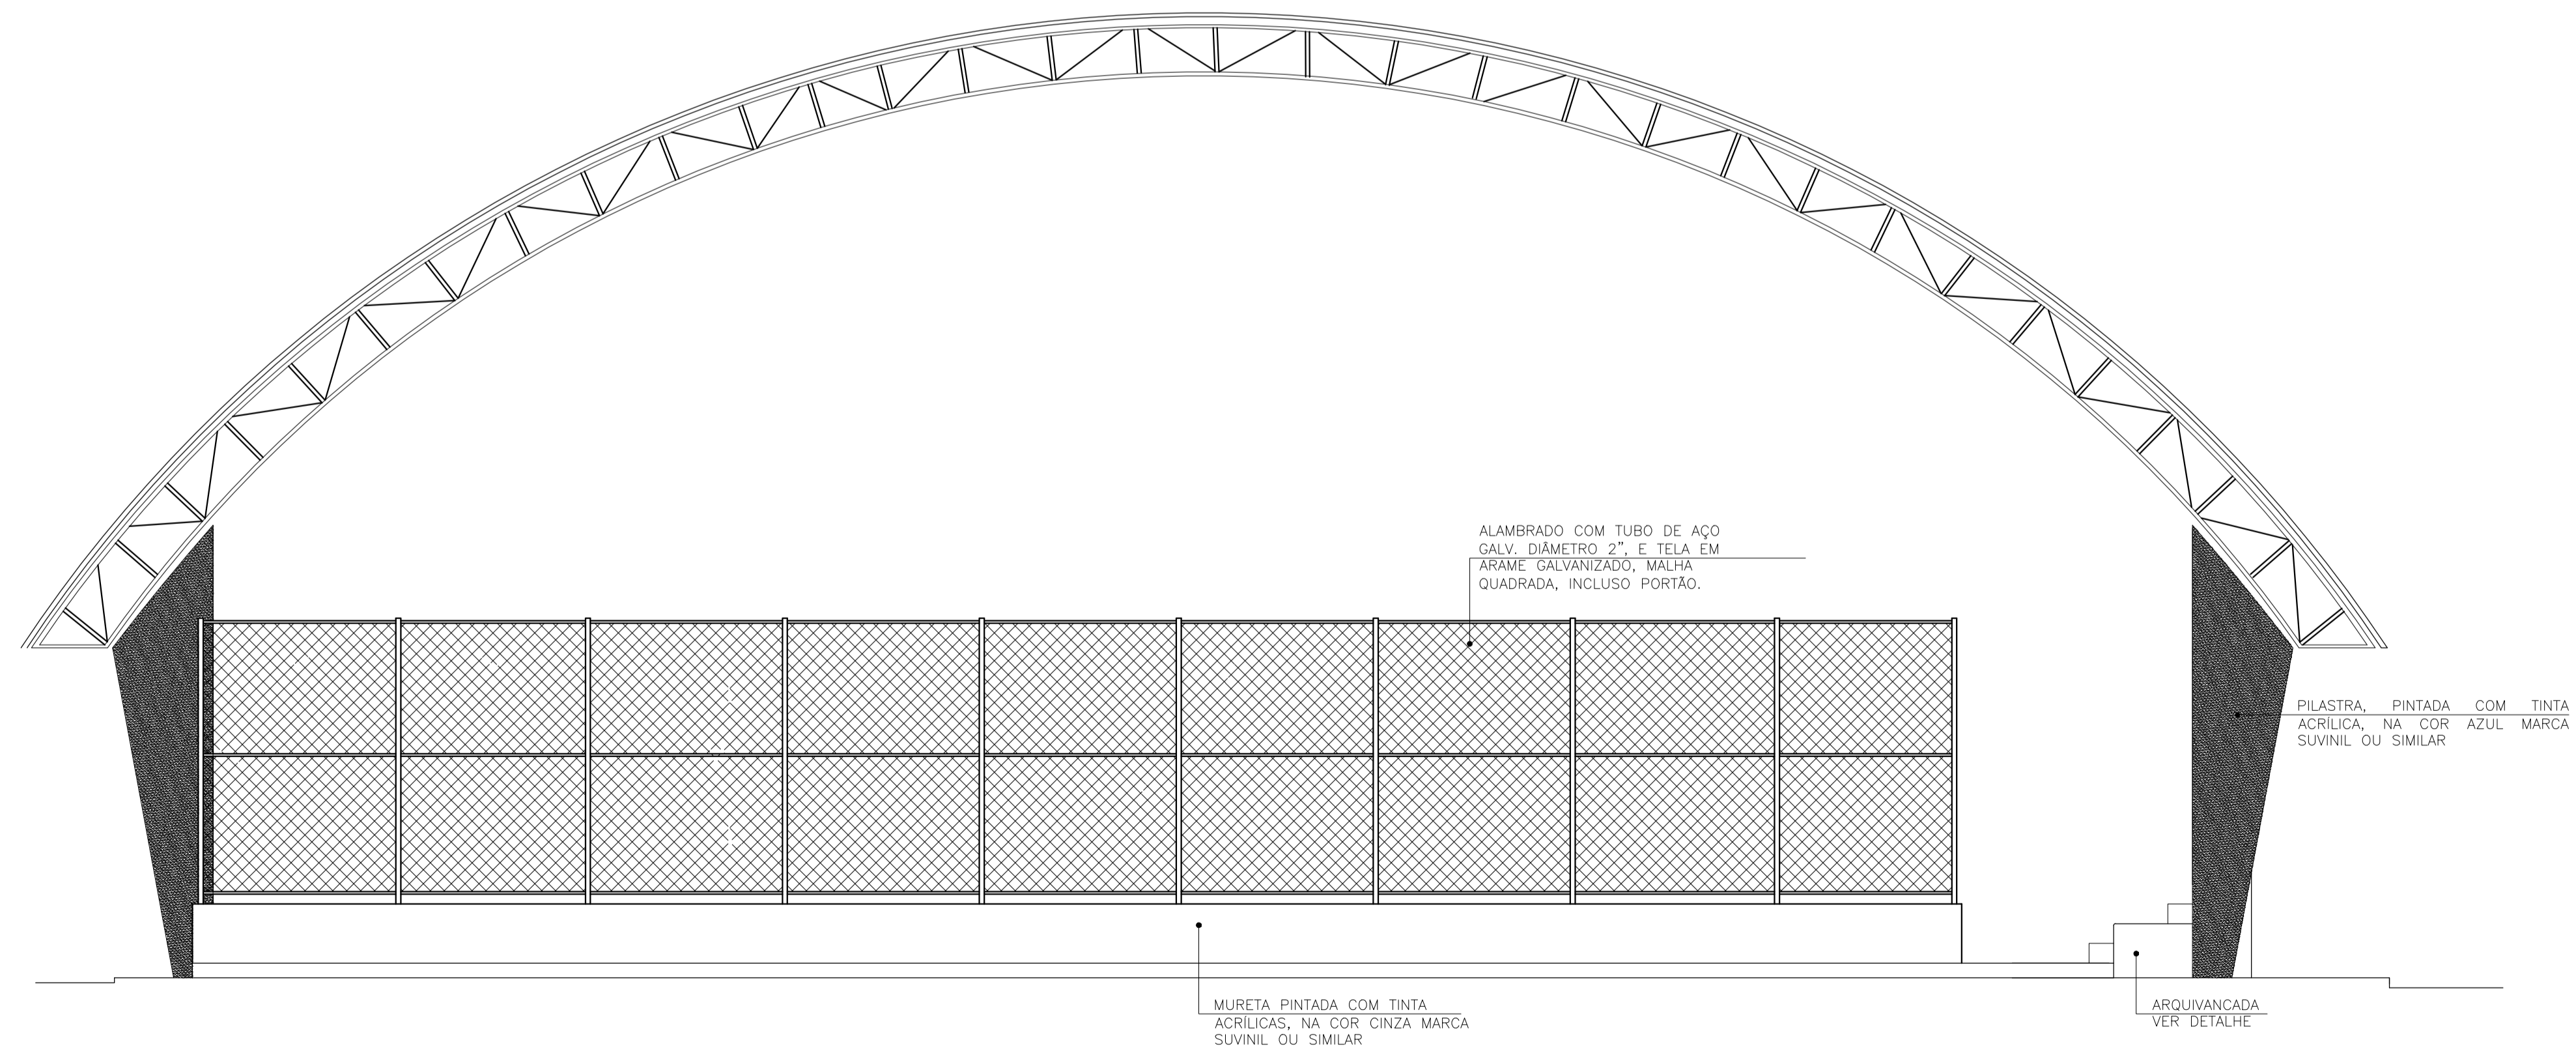 ALAMBRADO COM TUBO DE AÇO
GALV. DIÂMETRO 2", E TELA EM
ARAME GALVANIZADO, MALHA
QUADRADA, INCLUSO PORTÃO.
PILASTRA, PINTADA COM TINTA
ACRÍLICA, NA COR AZUL MARCA
SUVINIL OU SIMILAR
MURETA PINTADA COM TINTA
ACRÍLICAS, NA COR CINZA MARCA
SUVINIL OU SIMILAR
ARQUIVANCADA
VER DETALHE